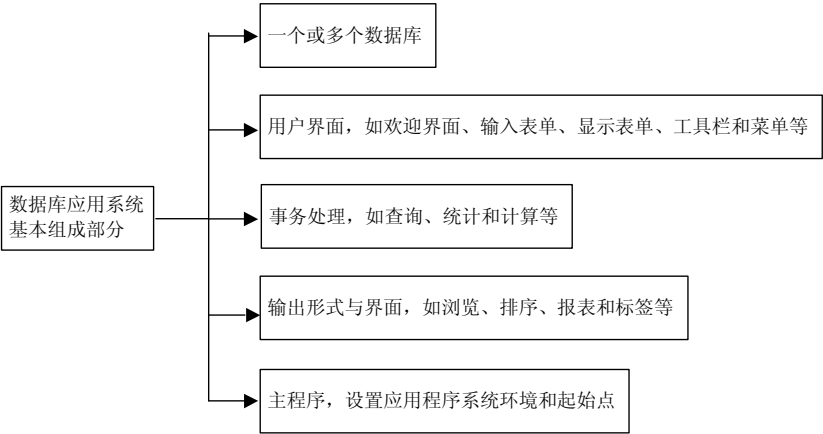 一个或多个数据库
用户界面，如欢迎界面、输入表单、显示表单、工具栏和菜单等
数据库应用系统
基本组成部分
事务处理，如查询、统计和计算等
输出形式与界面，如浏览、排序、报表和标签等
主程序，设置应用程序系统环境和起始点